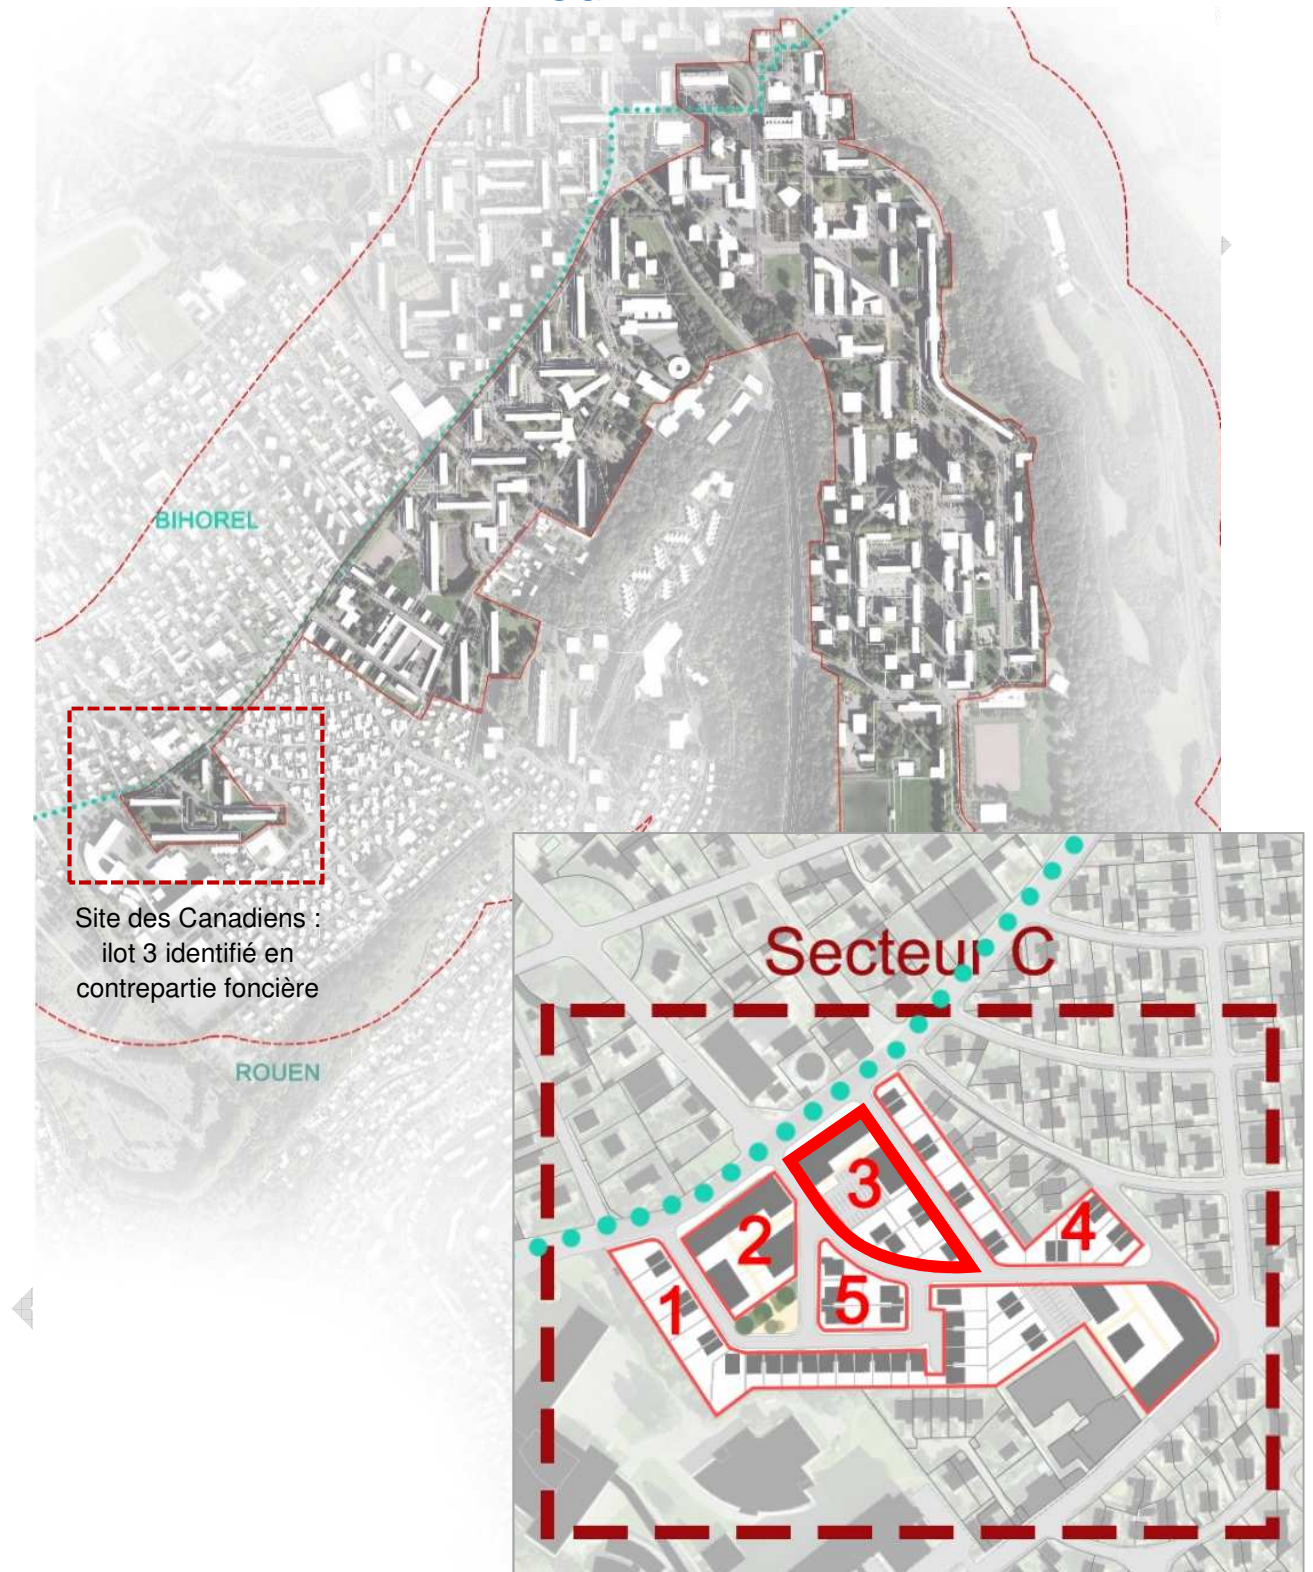 BIHOREL
Site des Canadiens :
ilot 3 identifié en
contrepartie foncière
ROUEN
Secteur C
3
4
2
5
1